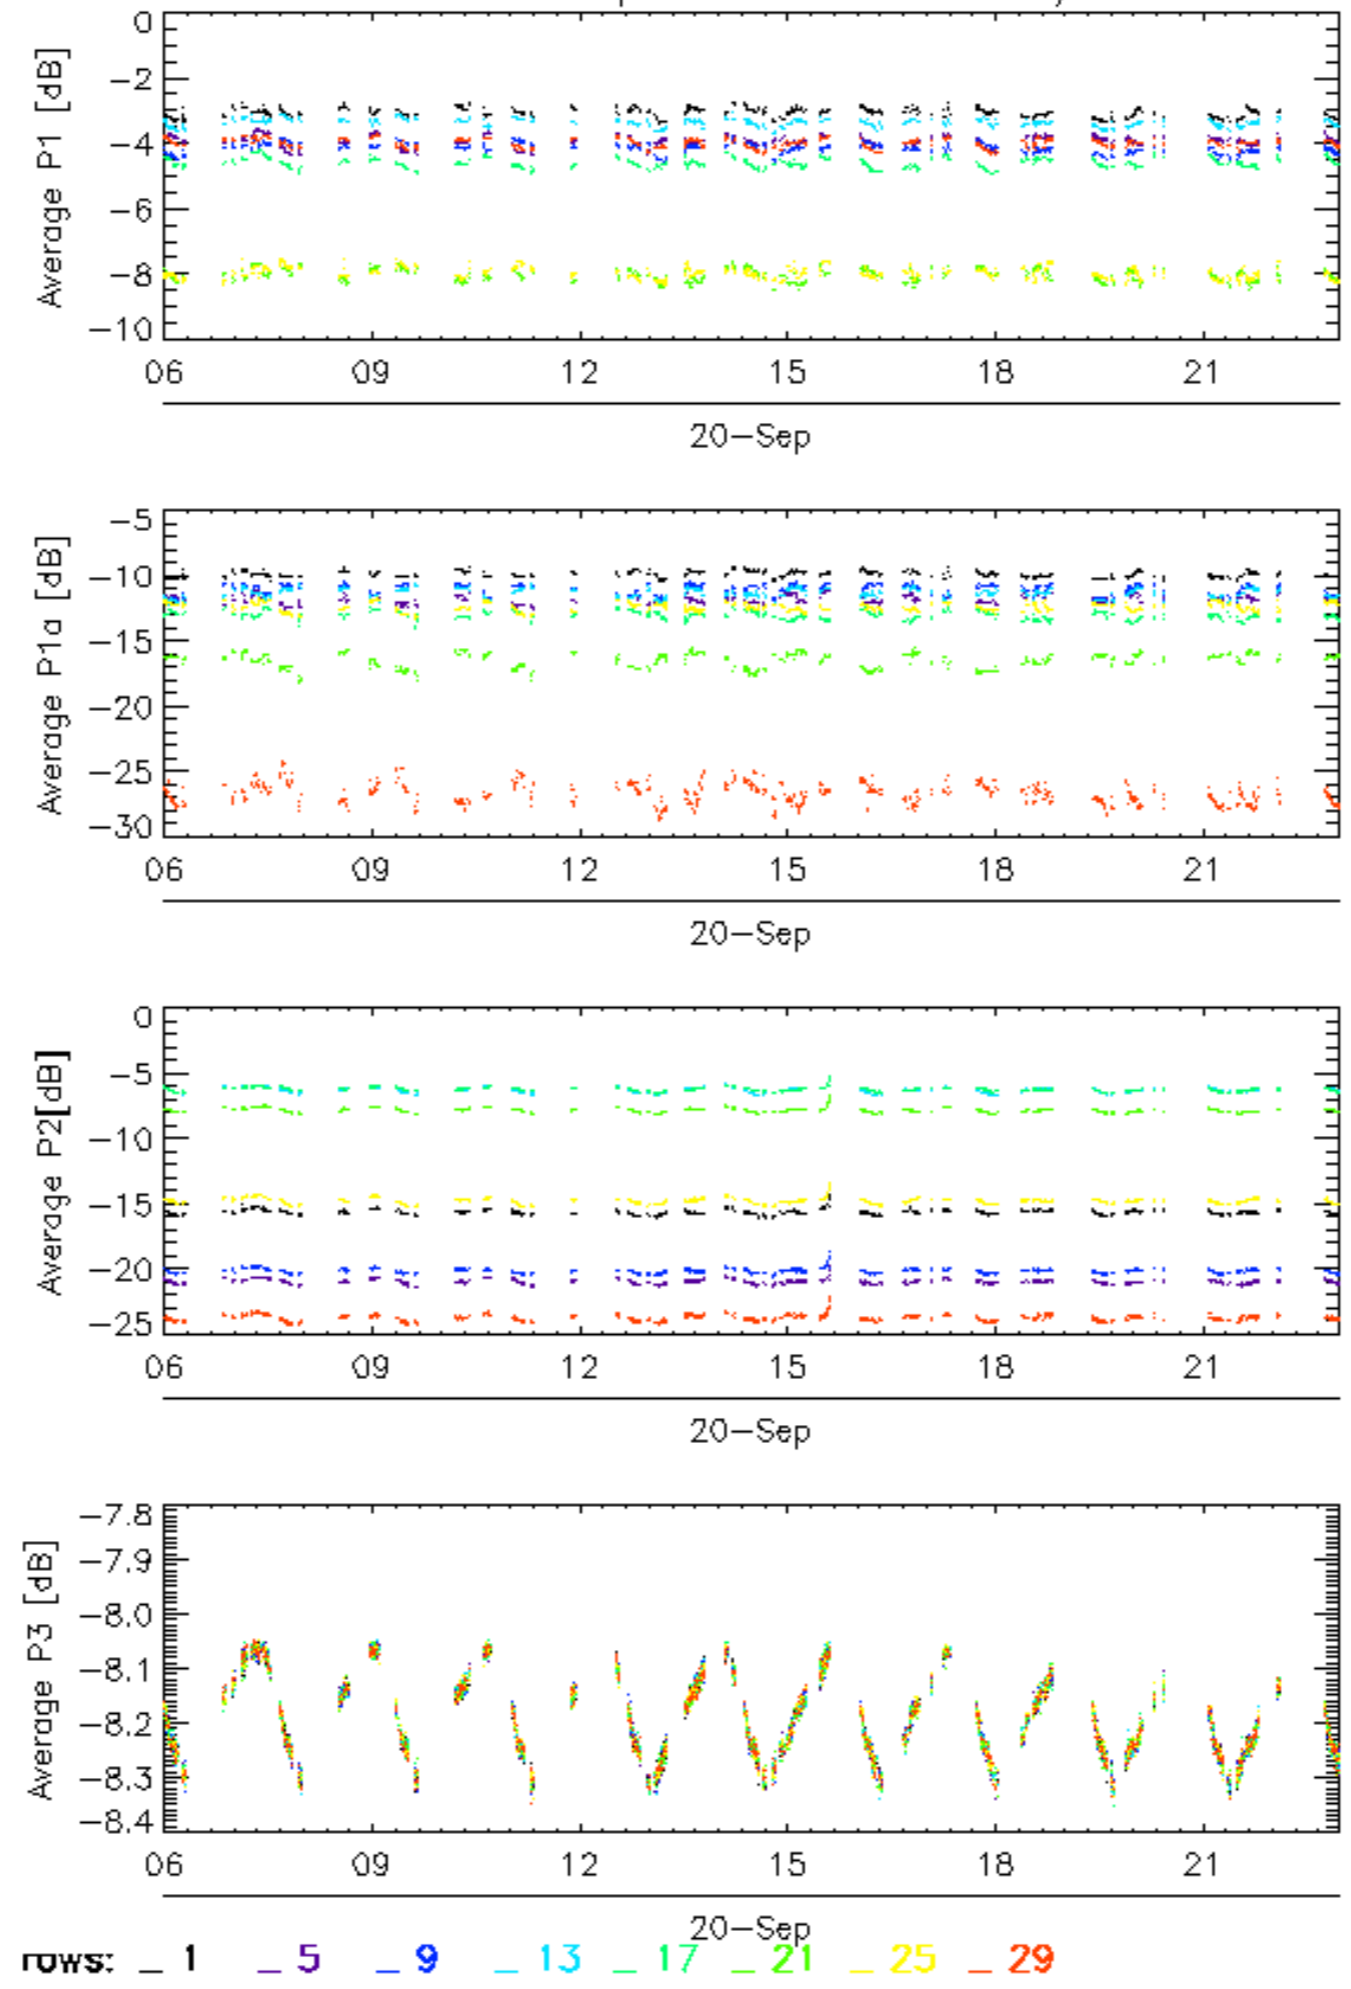 Average P1 [dB]
0
−2
−4
−6
−8
−10
06 09 12 15 18 21
20−Sep
Average P1a [dB]
−5
−10
−15
−20
−25
−30
06 09 12 15 18 21
20−Sep
Average P2[dB]
0
−5
−10
−15
−20
−25
06 09 12 15 18 21
20−Sep
Average P3 [dB]
−7.8
−7.9
−8.0
−8.1
−8.2
−8.3
−8.4
06 09 12 15 18 21
20−Sep
rows: _ 1 _ 5 _ 9 _ 13 _ 17 _ 21 _ 25 _ 29